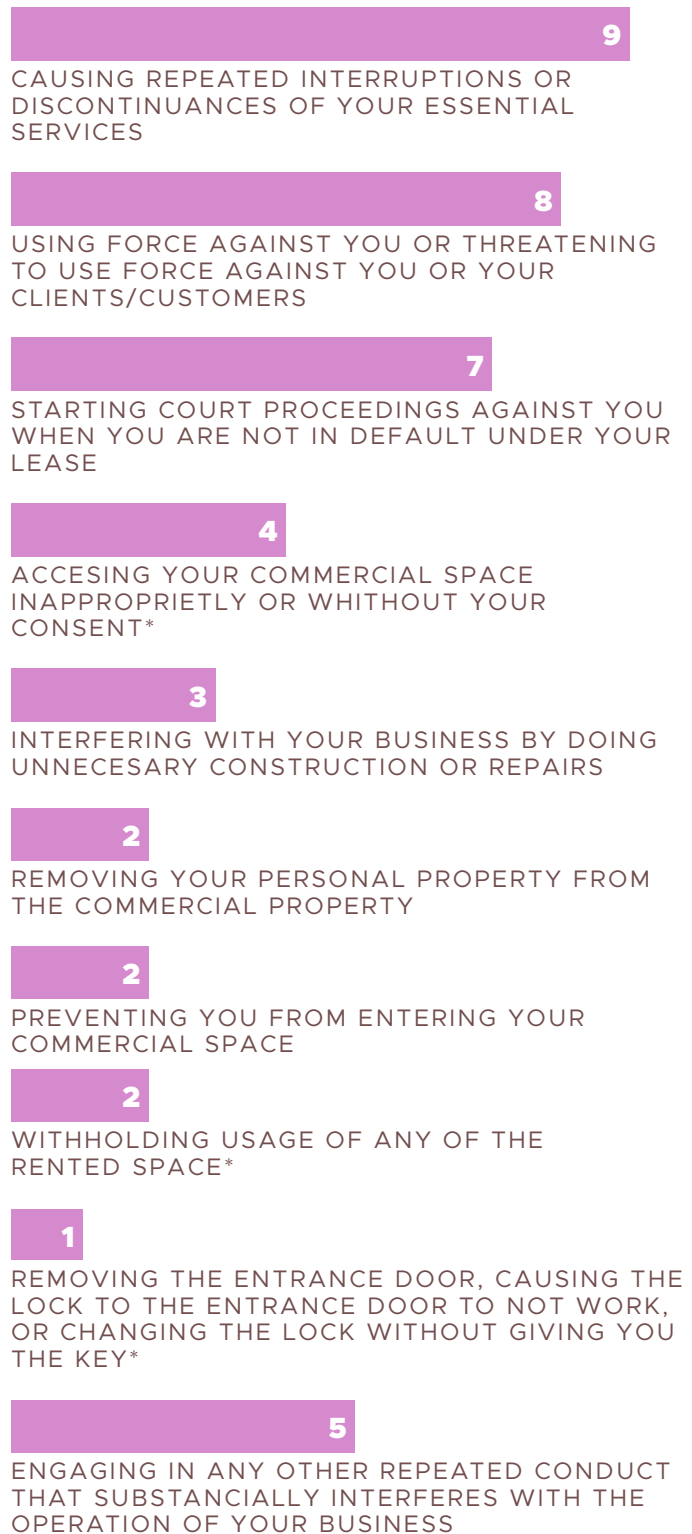 9
CAUSING REPEATED INTERRUPTIONS OR
DISCONTINUANCES OF YOUR ESSENTIAL
SERVICES
8
USING FORCE AGAINST YOU OR THREATENING
TO USE FORCE AGAINST YOU OR YOUR
CLIENTS/CUSTOMERS
7
STARTING COURT PROCEEDINGS AGAINST YOU
WHEN YOU ARE NOT IN DEFAULT UNDER YOUR
LEASE
4
ACCESING YOUR COMMERCIAL SPACE
INAPPROPRIETLY OR WHITHOUT YOUR
CONSENT*
3
INTERFERING WITH YOUR BUSINESS BY DOING
UNNECESARY CONSTRUCTION OR REPAIRS
2
REMOVING YOUR PERSONAL PROPERTY FROM
THE COMMERCIAL PROPERTY
2
PREVENTING YOU FROM ENTERING YOUR
COMMERCIAL SPACE
2
WITHHOLDING USAGE OF ANY OF THE
RENTED SPACE*
1
REMOVING THE ENTRANCE DOOR, CAUSING THE
LOCK TO THE ENTRANCE DOOR TO NOT WORK,
OR CHANGING THE LOCK WITHOUT GIVING YOU
THE KEY*
5
ENGAGING IN ANY OTHER REPEATED CONDUCT
THAT SUBSTANCIALLY INTERFERES WITH THE
OPERATION OF YOUR BUSINESS